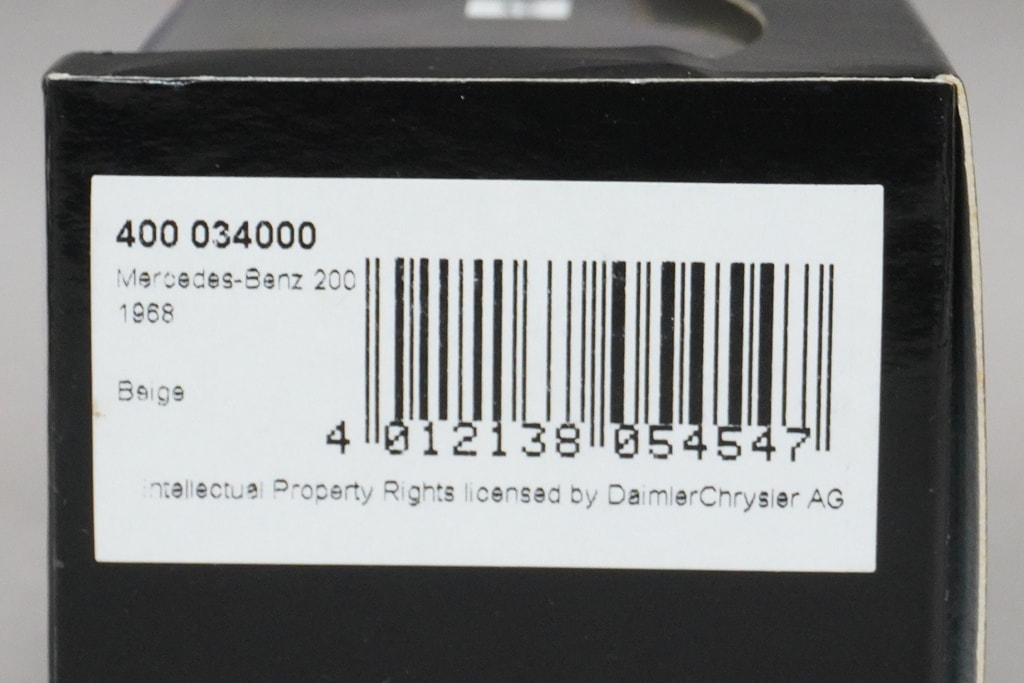 400 034000
Mercedes-Benz 200
1968
Beige
4 012138 054547
Intellectual Property Rights licensed by DaimlerChrysler AG